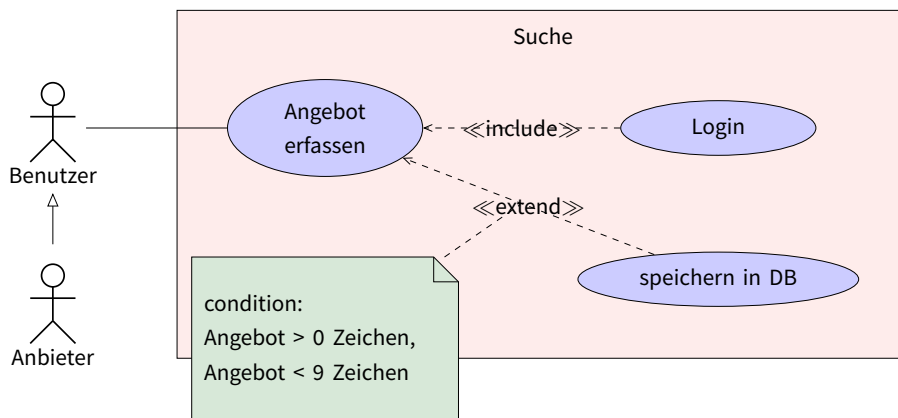 Suche
Angebot
erfassen
≪include≫
Login
Benutzer
≪extend≫
speichern in DB
condition:
Angebot > 0 Zeichen,
Angebot < 9 Zeichen
Anbieter